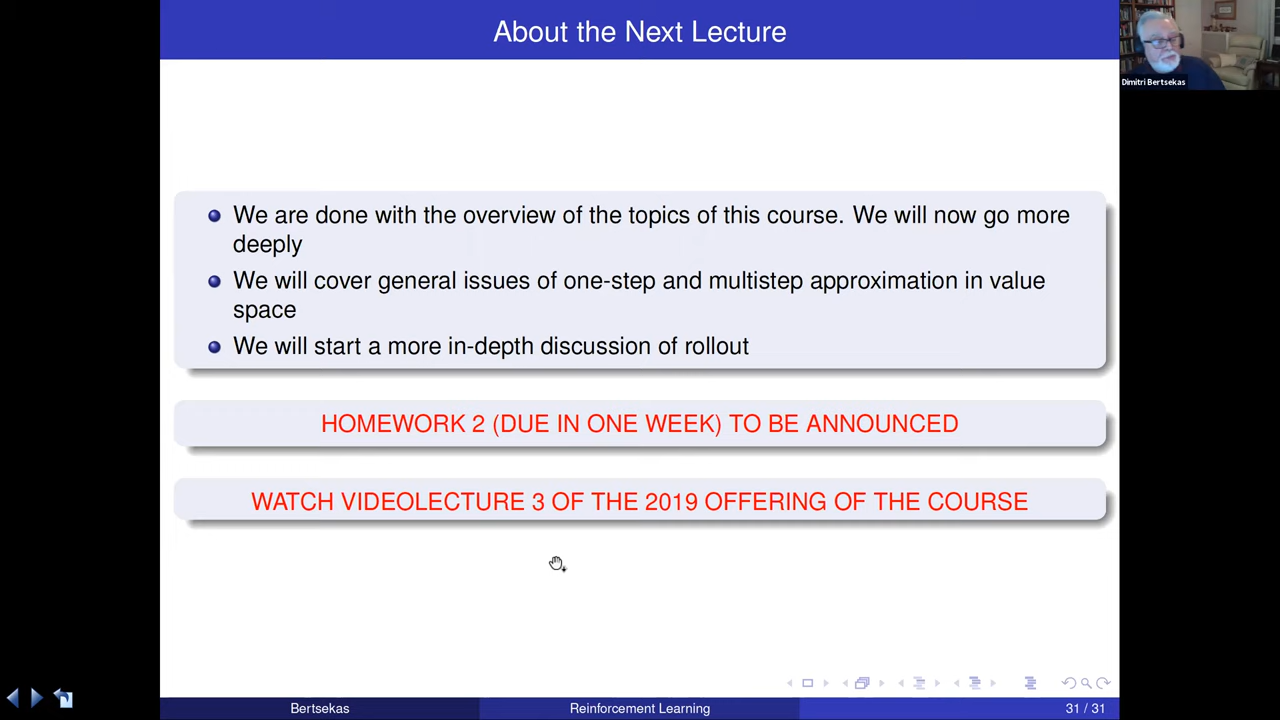 About the Next Lecture
Dimitri Bertsekas
We are done with the overview of the topics of this course. We will now go more
deeply
We will cover general issues of one-step and multistep approximation in value
space
We will start a more in-depth discussion of rollout
HOMEWORK 2 (DUE IN ONE WEEK) TO BE ANNOUNCED
WATCH VIDEOLECTURE 3 OF THE 2019 OFFERING OF THE COURSE
Bertsekas
Reinforcement Learning
31 / 31